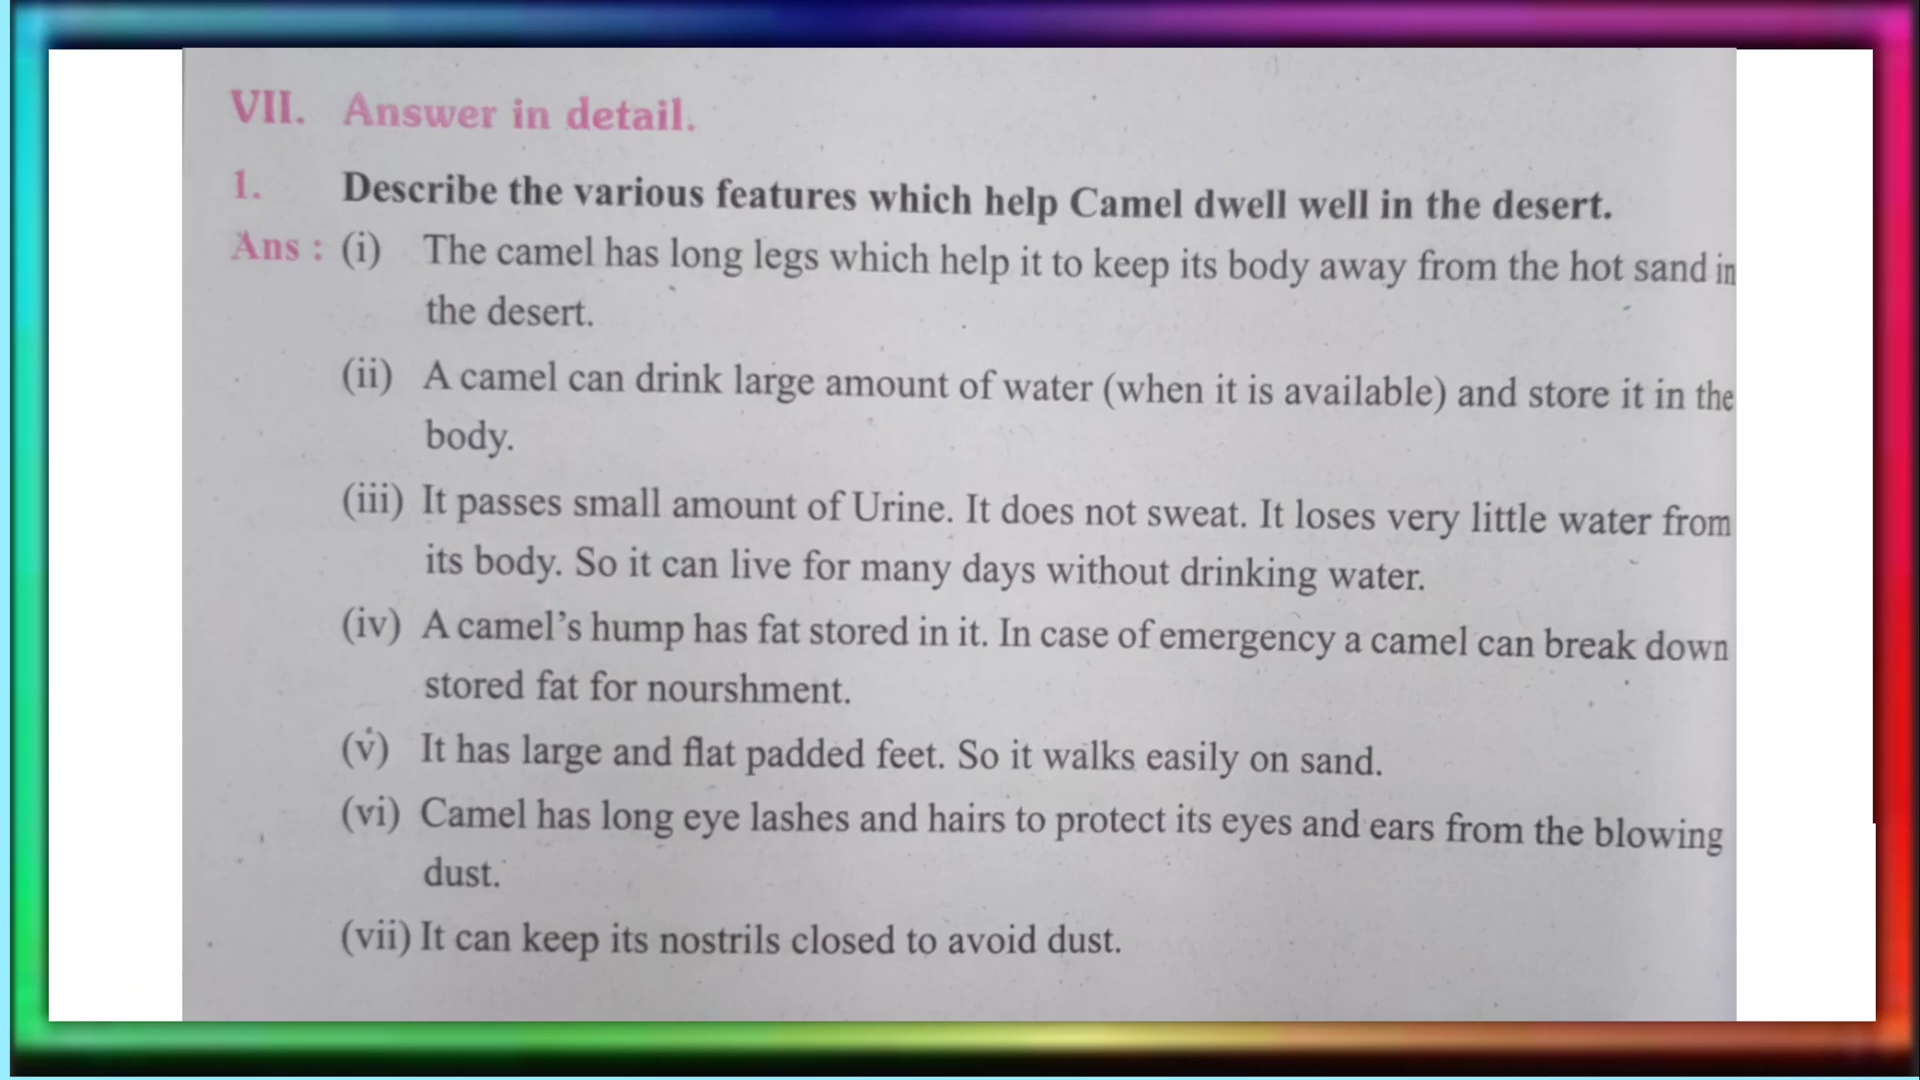 VII. Answer in detail.
1. Describe the various features which help Camel dwell well in the desert.
Ans : (i) The camel has long legs which help it to keep its body away from the hot sand in
the desert.
(ii) A camel can drink large amount of water (when it is available) and store it in the
body.
(iii) It passes small amount of Urine. It does not sweat. It loses very little water from
its body. So it can live for many days without drinking water.
(iv) A camel's hump has fat stored in it. In case of emergency a camel can break down
stored fat for nourshment.
(v) It has large and flat padded feet. So it walks easily on sand.
(vi) Camel has long eye lashes and hairs to protect its eyes and ears from the blowing
dust.
(vii) It can keep its nostrils closed to avoid dust.